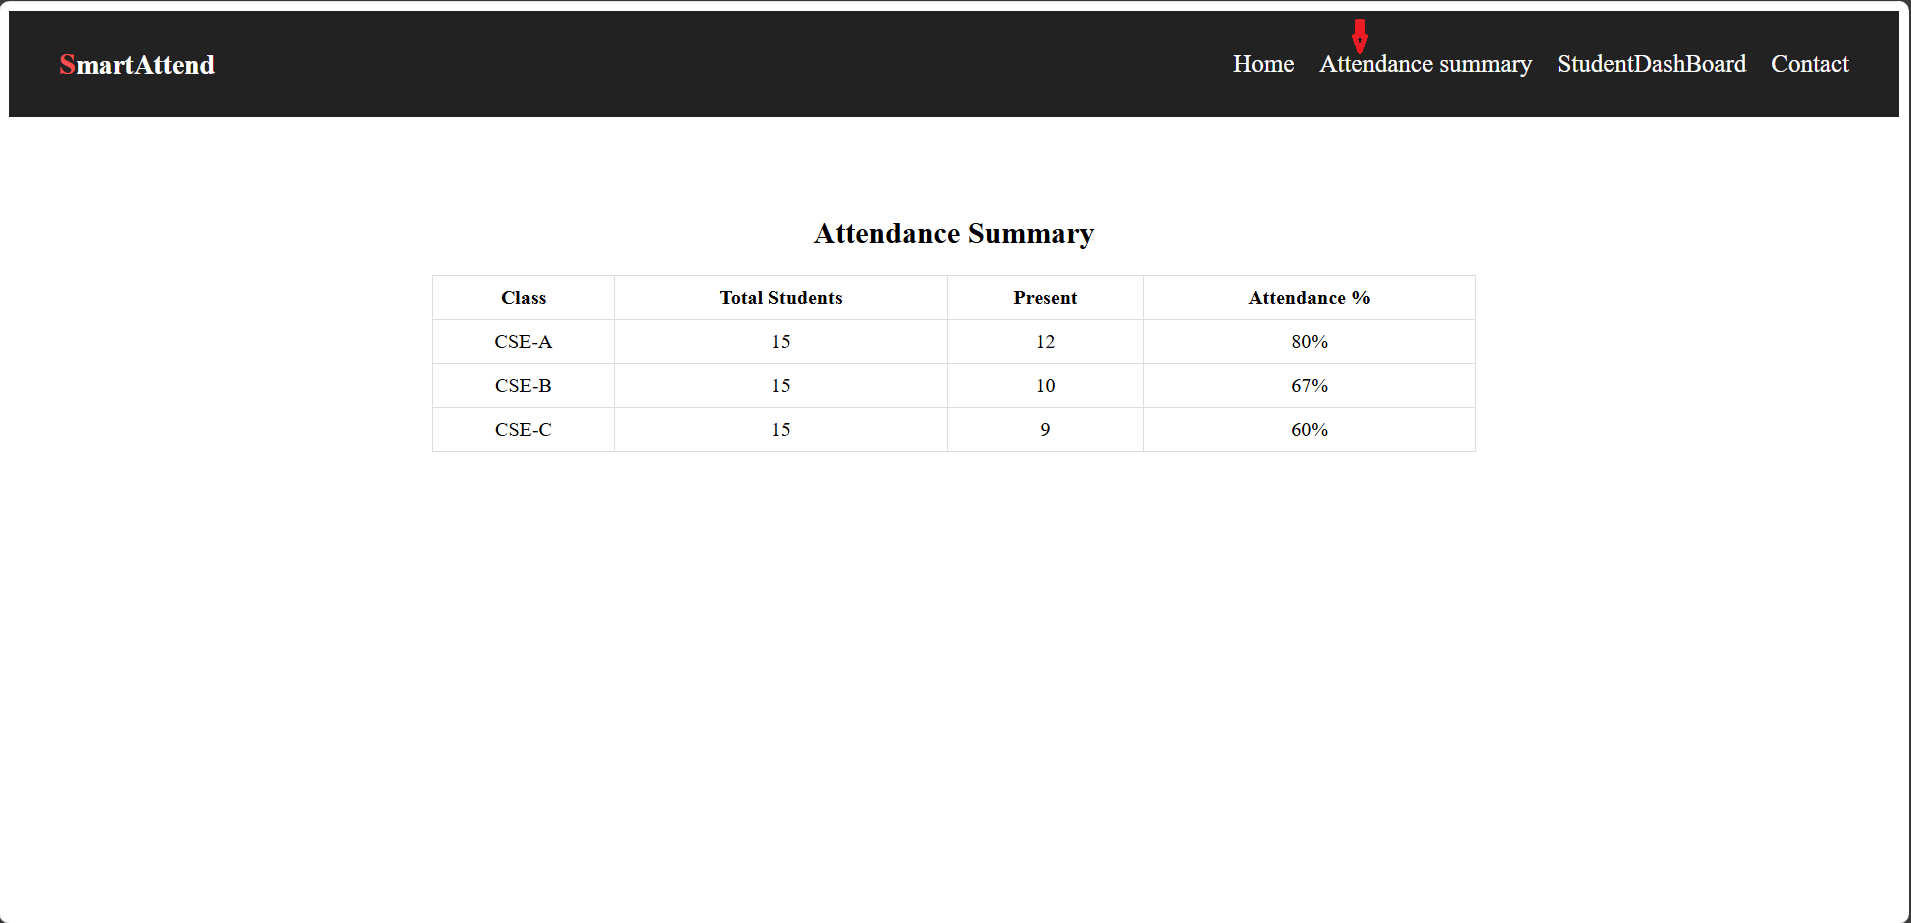 SmartAttend
Home Attendance summary StudentDashBoard Contact
Attendance Summary
Class Total Students Present Attendance %
CSE-A 15 12 80%
CSE-B 15 10 67%
CSE-C 15 9 60%